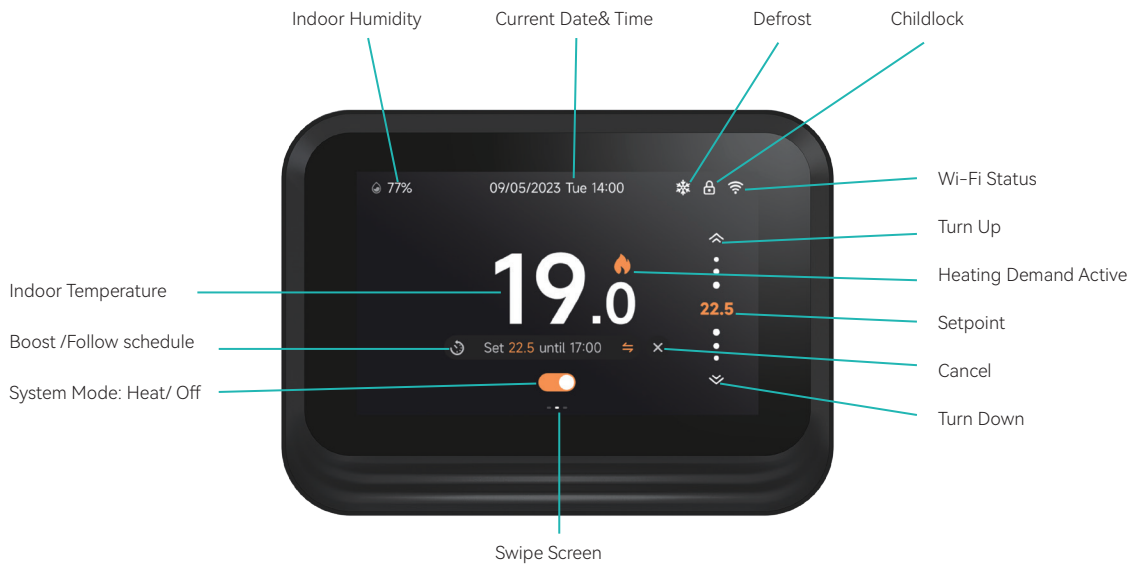 Indoor Humidity
Current Date& Time
Defrost
Childlock
77%
09/05/2023 Tue 14:00
Wi-Fi Status
Turn Up
Heating Demand Active
19.0
Indoor Temperature
22.5
Setpoint
Boost /Follow schedule
Set 22.5 until 17:00
Cancel
System Mode: Heat/ Off
Turn Down
Swipe Screen